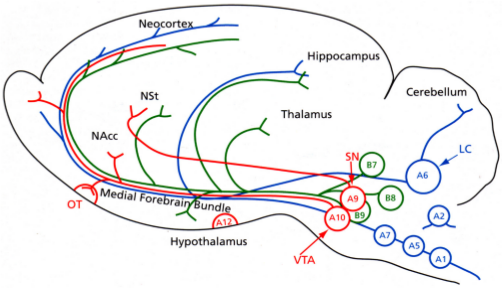 Neocortex
Hippocampus
Cerebellum
NSt
Thalamus
NAcc
LC
SN
B7
A6
OT
Medial Forebrain Bundle
A9
B8
A12
A10
B9
A2
Hypothalamus
A7
A5
A1
VTA